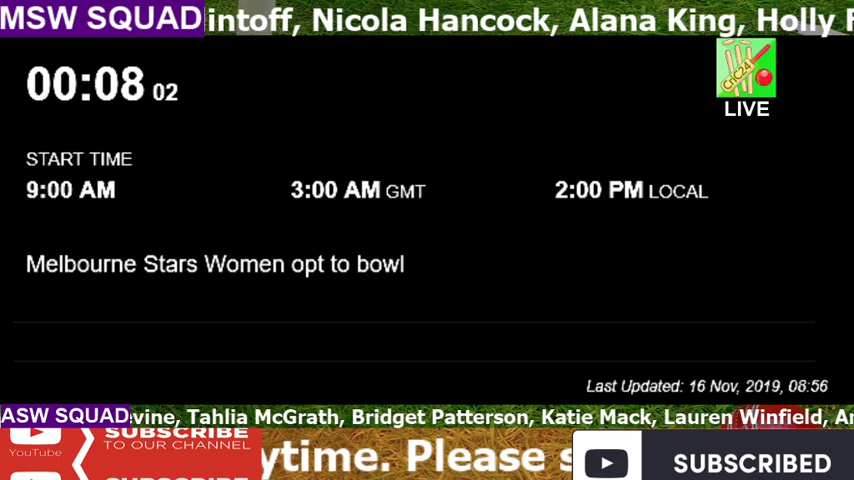 MSW SQUAD lintoff, Nicola Hancock, Alana King, Holly F
00:08 02
CriC24
LIVE
START TIME
9:00 AM 3:00 AM GMT 2:00 PM LOCAL
Melbourne Stars Women opt to bowl
Last Updated: 16 Nov, 2019, 08:56
ASW SQUAD evine, Tahlia McGrath, Bridget Patterson, Katie Mack, Lauren Winfield, A
SUBSCRIBE
TO OUR CHANNEL
YouTube
ytime. Please s
SUBSCRIBED